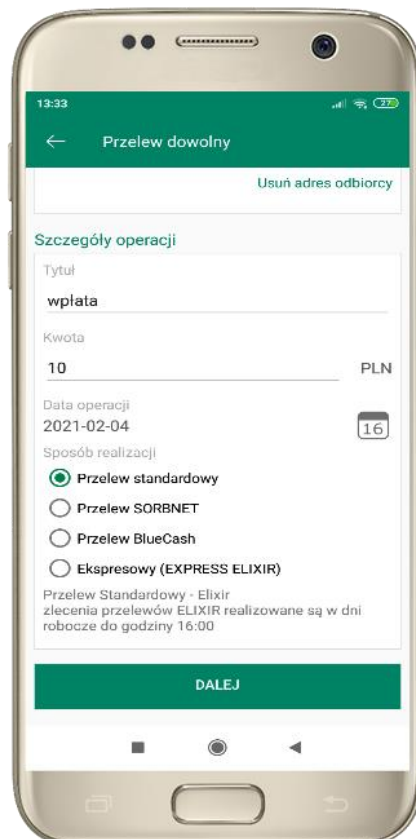 13:33
27
Przelew dowolny
Usuń adres odbiorcy
Szczegóły operacji
Tytuł
wpłata
Kwota
10 PLN
Data operacji
2021-02-04
16
Sposób realizacji
Przelew standardowy
Przelew SORBNET
Przelew BlueCash
Ekspresowy (EXPRESS ELIXIR)
Przelew Standardowy - Elixir
zlecenia przelewów ELIXIR realizowane są w dni
robocze do godziny 16:00
DALEJ